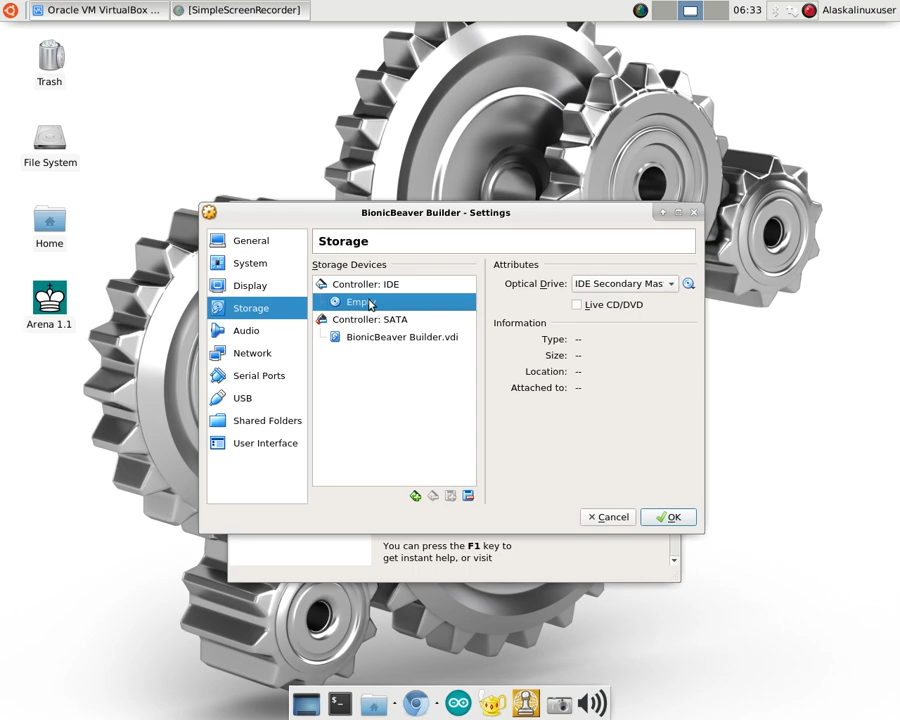 Oracle VM VirtualBox ...
[SimpleScreenRecorder]
06:33
Alaskalinuxuser
Trash
File System
Home
Arena 1.1
BionicBeaver Builder - Settings
General
System
Display
Storage
Audio
Network
Serial Ports
USB
Shared Folders
User Interface
Storage
Storage Devices
Controller: IDE
Controller: SATA
BionicBeaver Builder.vdi
Attributes
Optical Drive: IDE Secondary Mas
Live CD/DVD
Information
Type: --
Size: --
Location: --
Attached to: --
Cancel
OK
You can press the F1 key to
get instant help, or visit